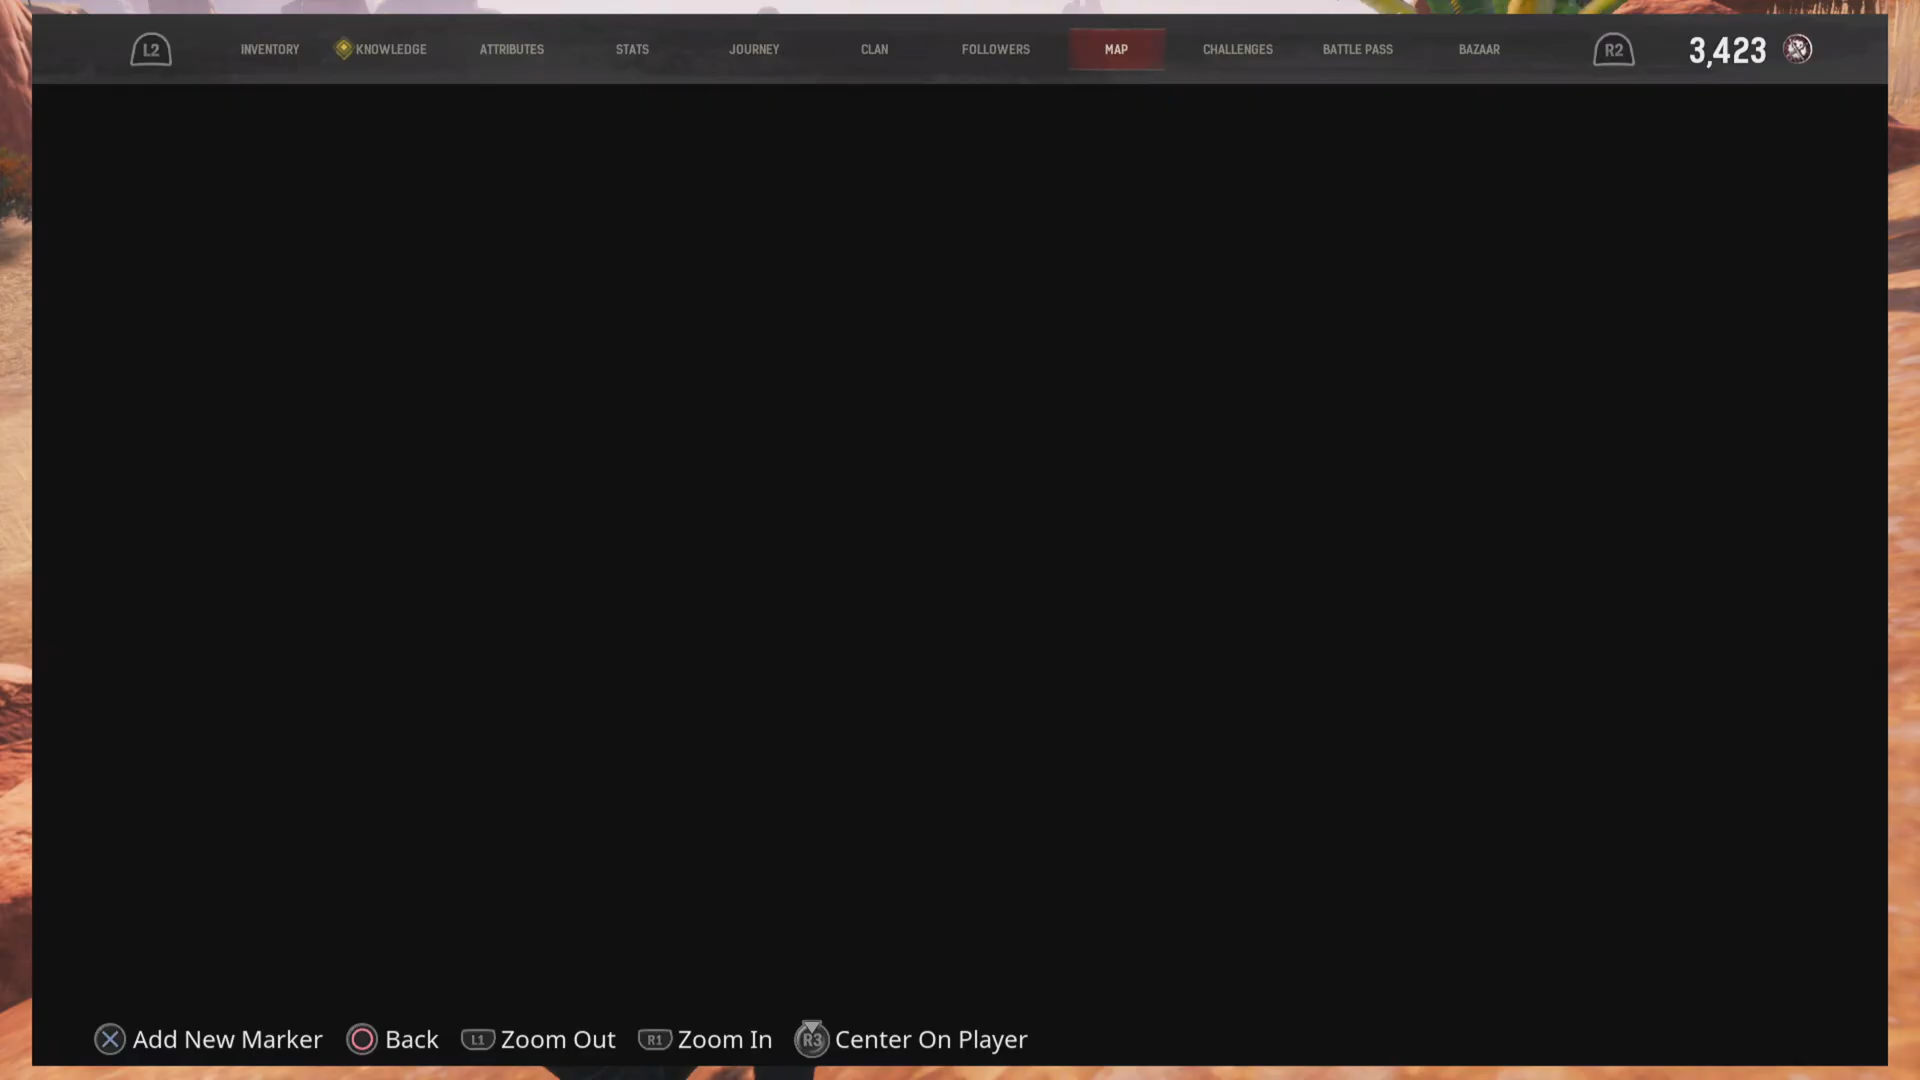 L2 INVENTORY KNOWLEDGE ATTRIBUTES STATS JOURNEY CLAN FOLLOWERS MAP CHALLENGES BATTLE PASS BAZAAR R2 3,423
Add New Marker Back L1 Zoom Out R1 Zoom In R3 Center On Player